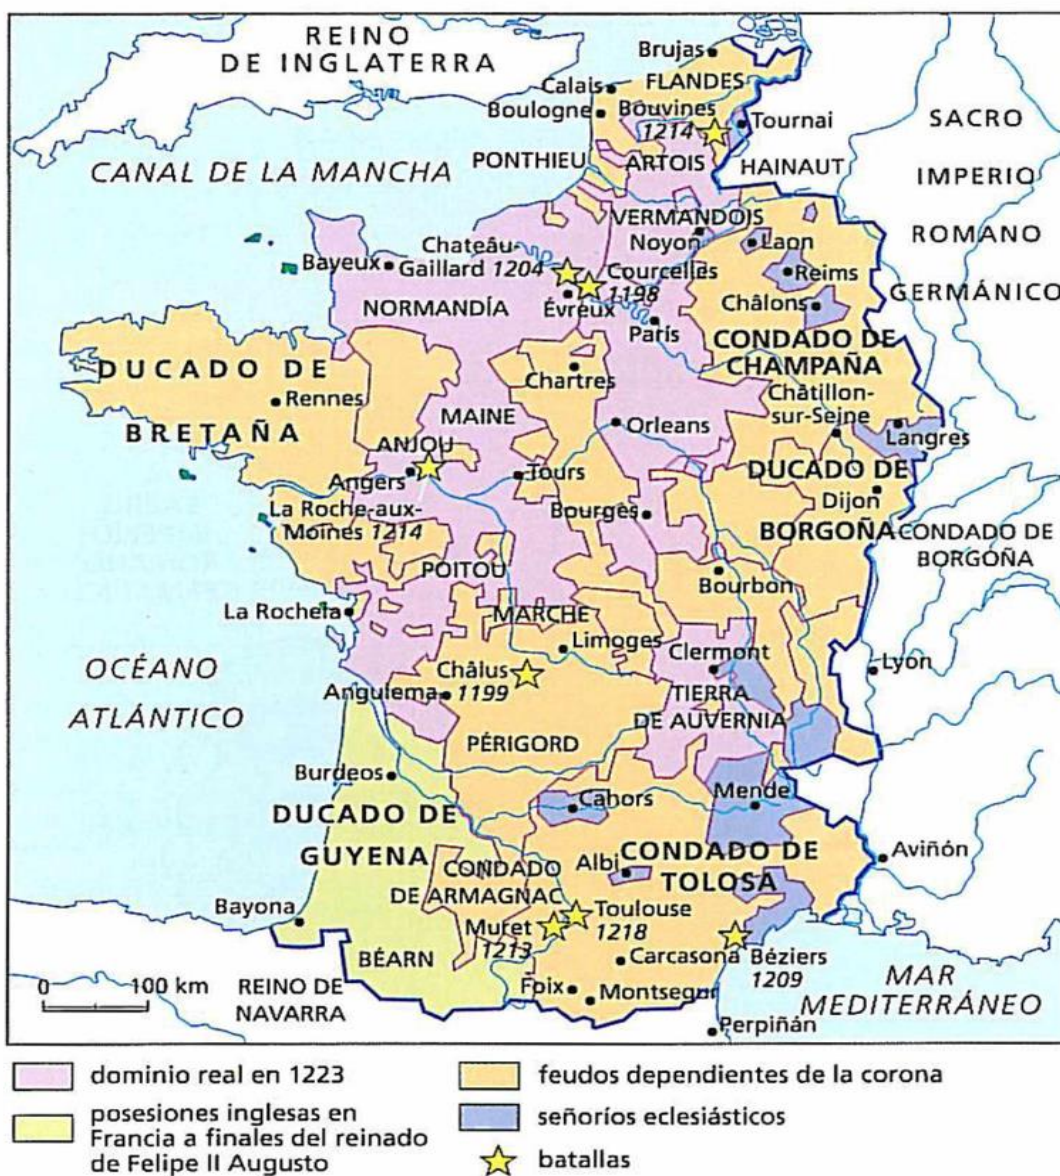 REINO
DE INGLATERRA
Brujas
FLANDES
Calais
Boulogne
Bouvines
1214
Tournai
SACRO
PONTHIEU
ARTOIS
HAINAUT
CANAL DE LA MANCHA
IMPERIO
VERMANDOIS
Noyon
Laon
ROMANO
Chateâu-
Gaillard 1204
Bayeux
Courcelles
1198
Reims
GERMÁNICO
Châlons
NORMANDÍA
Évreux
París
CONDADO DE
CHAMPAÑA
DUCADO DE
Chartres
Châtillon-
sur-Seine
Rennes
MAINE
Orleans
Langres
BRETAÑA
ANJOU
Angers
Tours
DUCADO DE
Dijon
La Roche-aux-
Moines 1214
Bourges
BORGOÑA
CONDADO DE
BORGOÑA
POITOU
Bourbon
La Rochela
MARCHE
Limoges
Clermont
OCÉANO
ATLÁNTICO
Châlus
1199
Lyon
Angulema
TIERRA
DE AUVERNIA
PÉRIGORD
Burdeos
Cahors
Mende
DUCADO DE
GUYENA
CONDADO
DE ARMAGNAC
Albi
CONDADO DE
TOLOSA
Aviñón
Bayona
Muret
1213
Toulouse
1218
BÉARN
Carcasona
Béziers
1209
MAR
MEDITERRÁNEO
0 100 km
REINO DE
NAVARRA
Foix
Montsegur
Perpiñán
dominio real en 1223
posesiones inglesas en
Francia a finales del reinado
de Felipe II Augusto
feudos dependientes de la corona
señoríos eclesiásticos
batallas